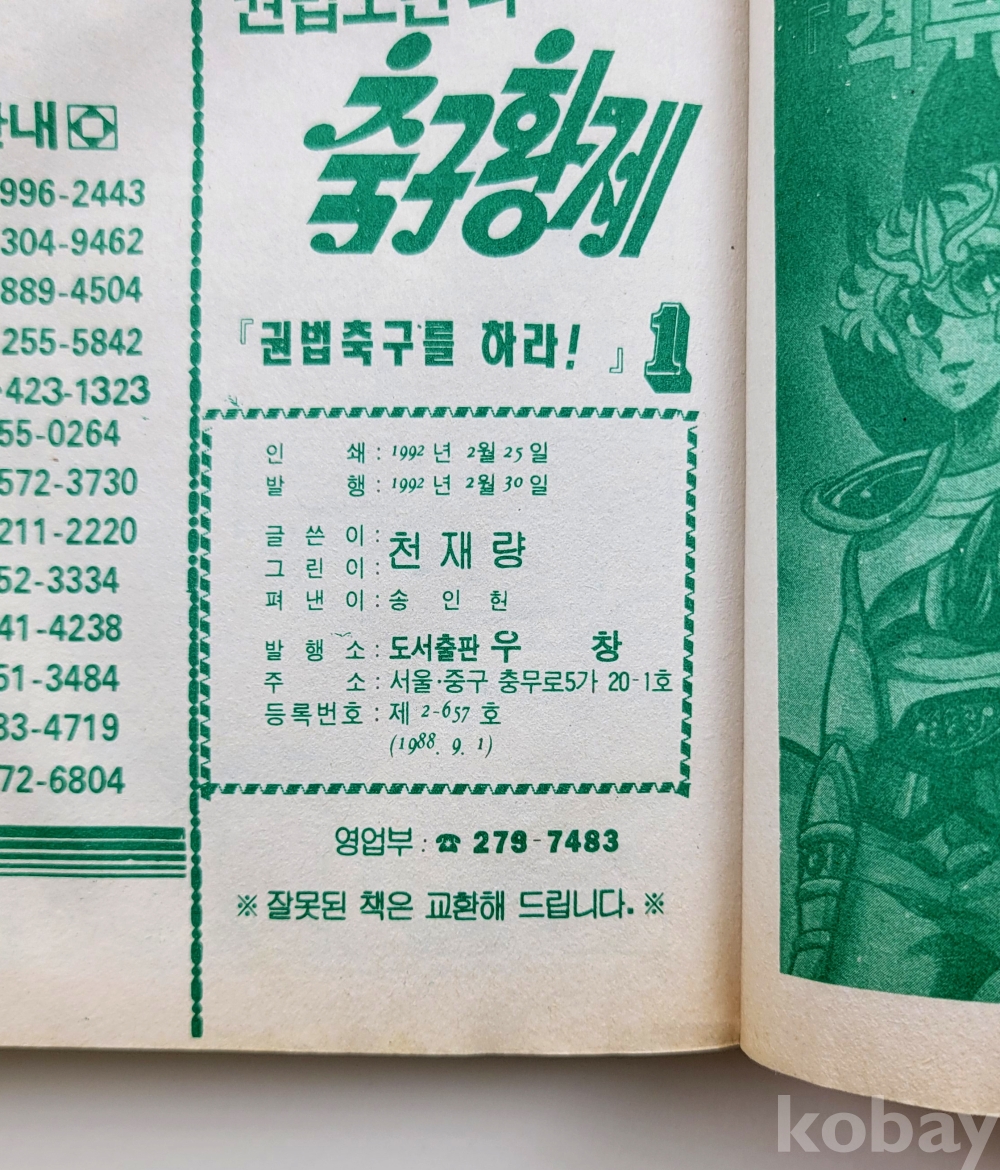 내
996-2443
304-9462
889-4504
255-5842
423-1323
55-0264
572-3730
211-2220
52-3334
41-4238
51-3484
83-4719
72-6804
축구황제
『권법축구를 하라! 』1
인 쇄 : 1992 년 2월 25 일
발 행 : 1992 년 2월 30 일
글 쓴 이 :
그 린 이 : 천 재 량
펴 낸 이 : 송 인 헌
발 행 소 : 도서출판 우 창
주 소 : 서울·중구 충무로5가 20-1호
등록번호 : 제 2-657 호
(1988. 9. 1)
영업부 : ☎ 279-7483
※ 잘못된 책은 교환해 드립니다. ※
kobay